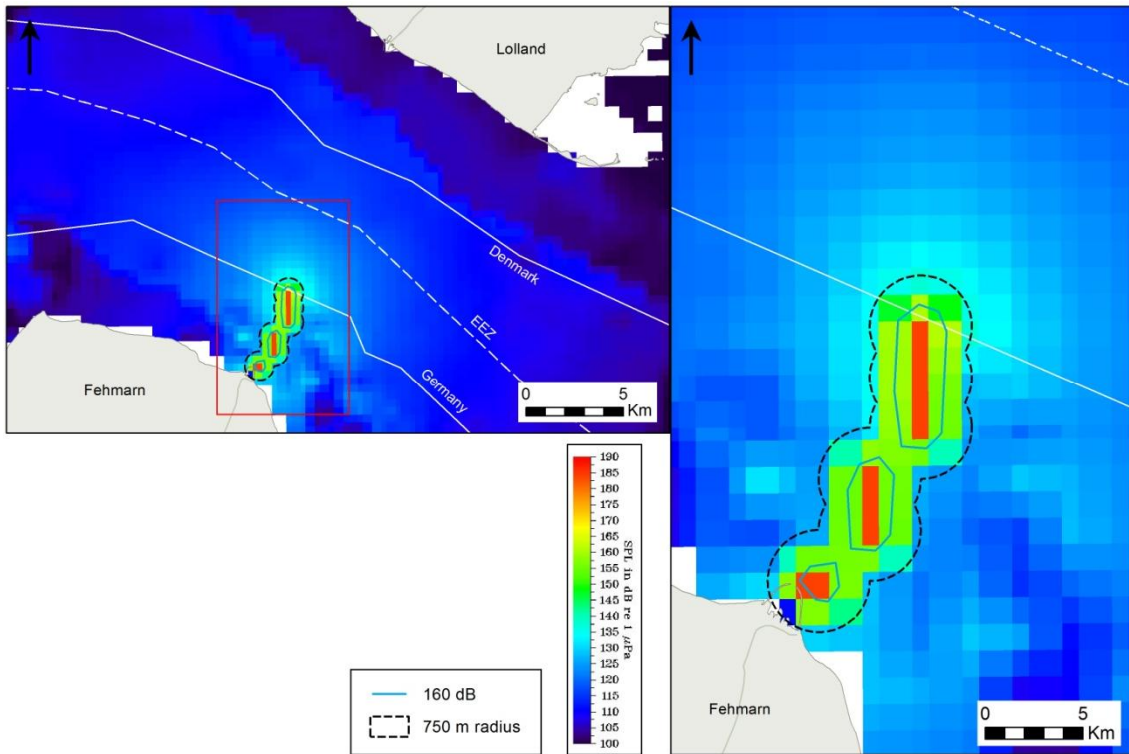 Lolland
Denmark
EEZ
Germany
Fehmarn
0 5
Km
190
185
180
175
170
165
160
155
150
145
140
135
130
125
120
115
110
105
100
SPL in dB re 1 µPa
160 dB
750 m radius
Fehmarn
0 5
Km